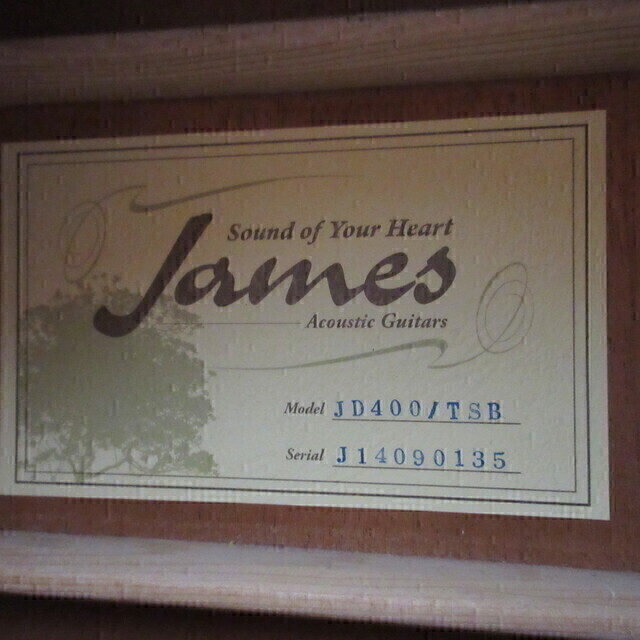 Sound of Your Heart
James
Acoustic Guitars
Model JD400/TSB
Serial J14090135